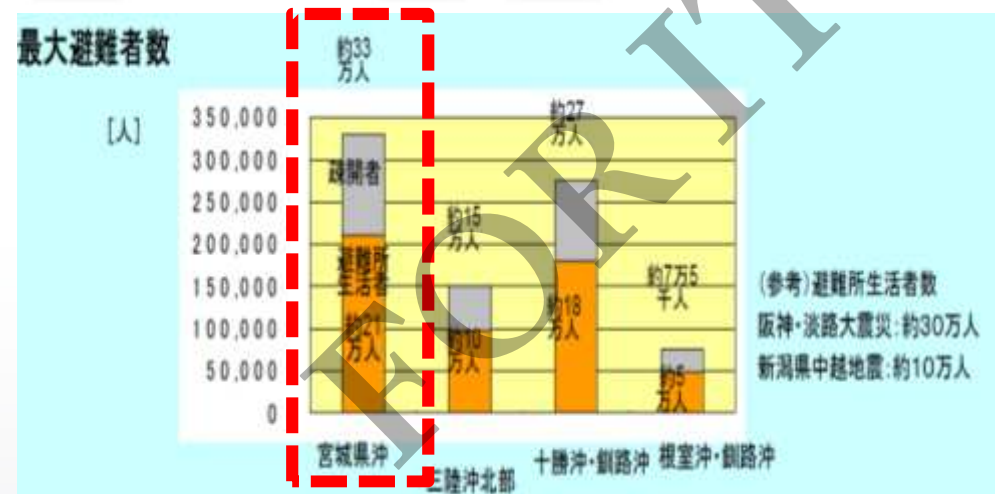 最大避難者数
[人]
350,000
300,000
250,000
200,000
150,000
100,000
50,000
0
約33
万人
疎開者
避難所
生活者
約21
万人
宮城県沖
約15
万人
約10
万人
三陸沖北部
約27
万人
約18
万人
十勝沖・釧路沖
約7万5
千人
約5
万人
根室沖・釧路沖
(参考)避難所生活者数
阪神・淡路大震災:約30万人
新潟県中越地震:約10万人
FOR IT